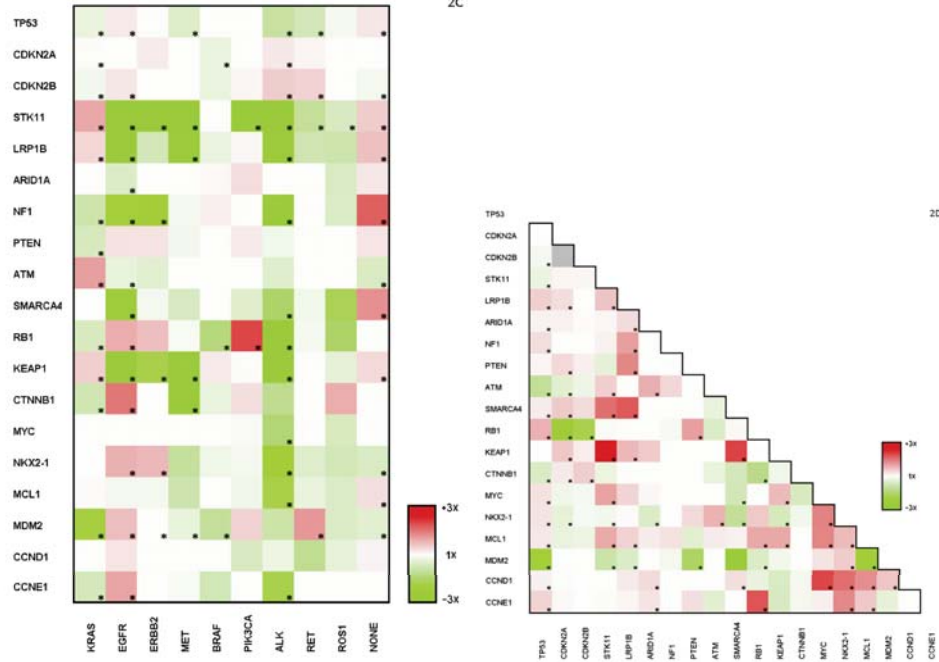 2C
TP53
CDKN2A
CDKN2B
STK11
LRP1B
ARID1A
NF1
PTEN
ATM
SMARCA4
RB1
KEAP1
CTNNB1
MYC
NKX2-1
MCL1
MDM2
CCND1
CCNE1
+3x
1x
-3x
KRAS
EGFR
ERBB2
MET
BRAF
PIK3CA
ALK
RET
ROS1
NONE
2D
TP53
CDKN2A
CDKN2B
STK11
LRP1B
ARID1A
NF1
PTEN
ATM
SMARCA4
RB1
KEAP1
CTNNB1
MYC
NKX2-1
MCL1
MDM2
CCND1
CCNE1
+3x
1x
-3x
TP53
CDKN2A
CDKN2B
STK11
LRP1B
ARID1A
NF1
PTEN
ATM
SMARCA4
RB1
KEAP1
CTNNB1
MYC
NKX2-1
MCL1
MDM2
CCND1
CCNE1